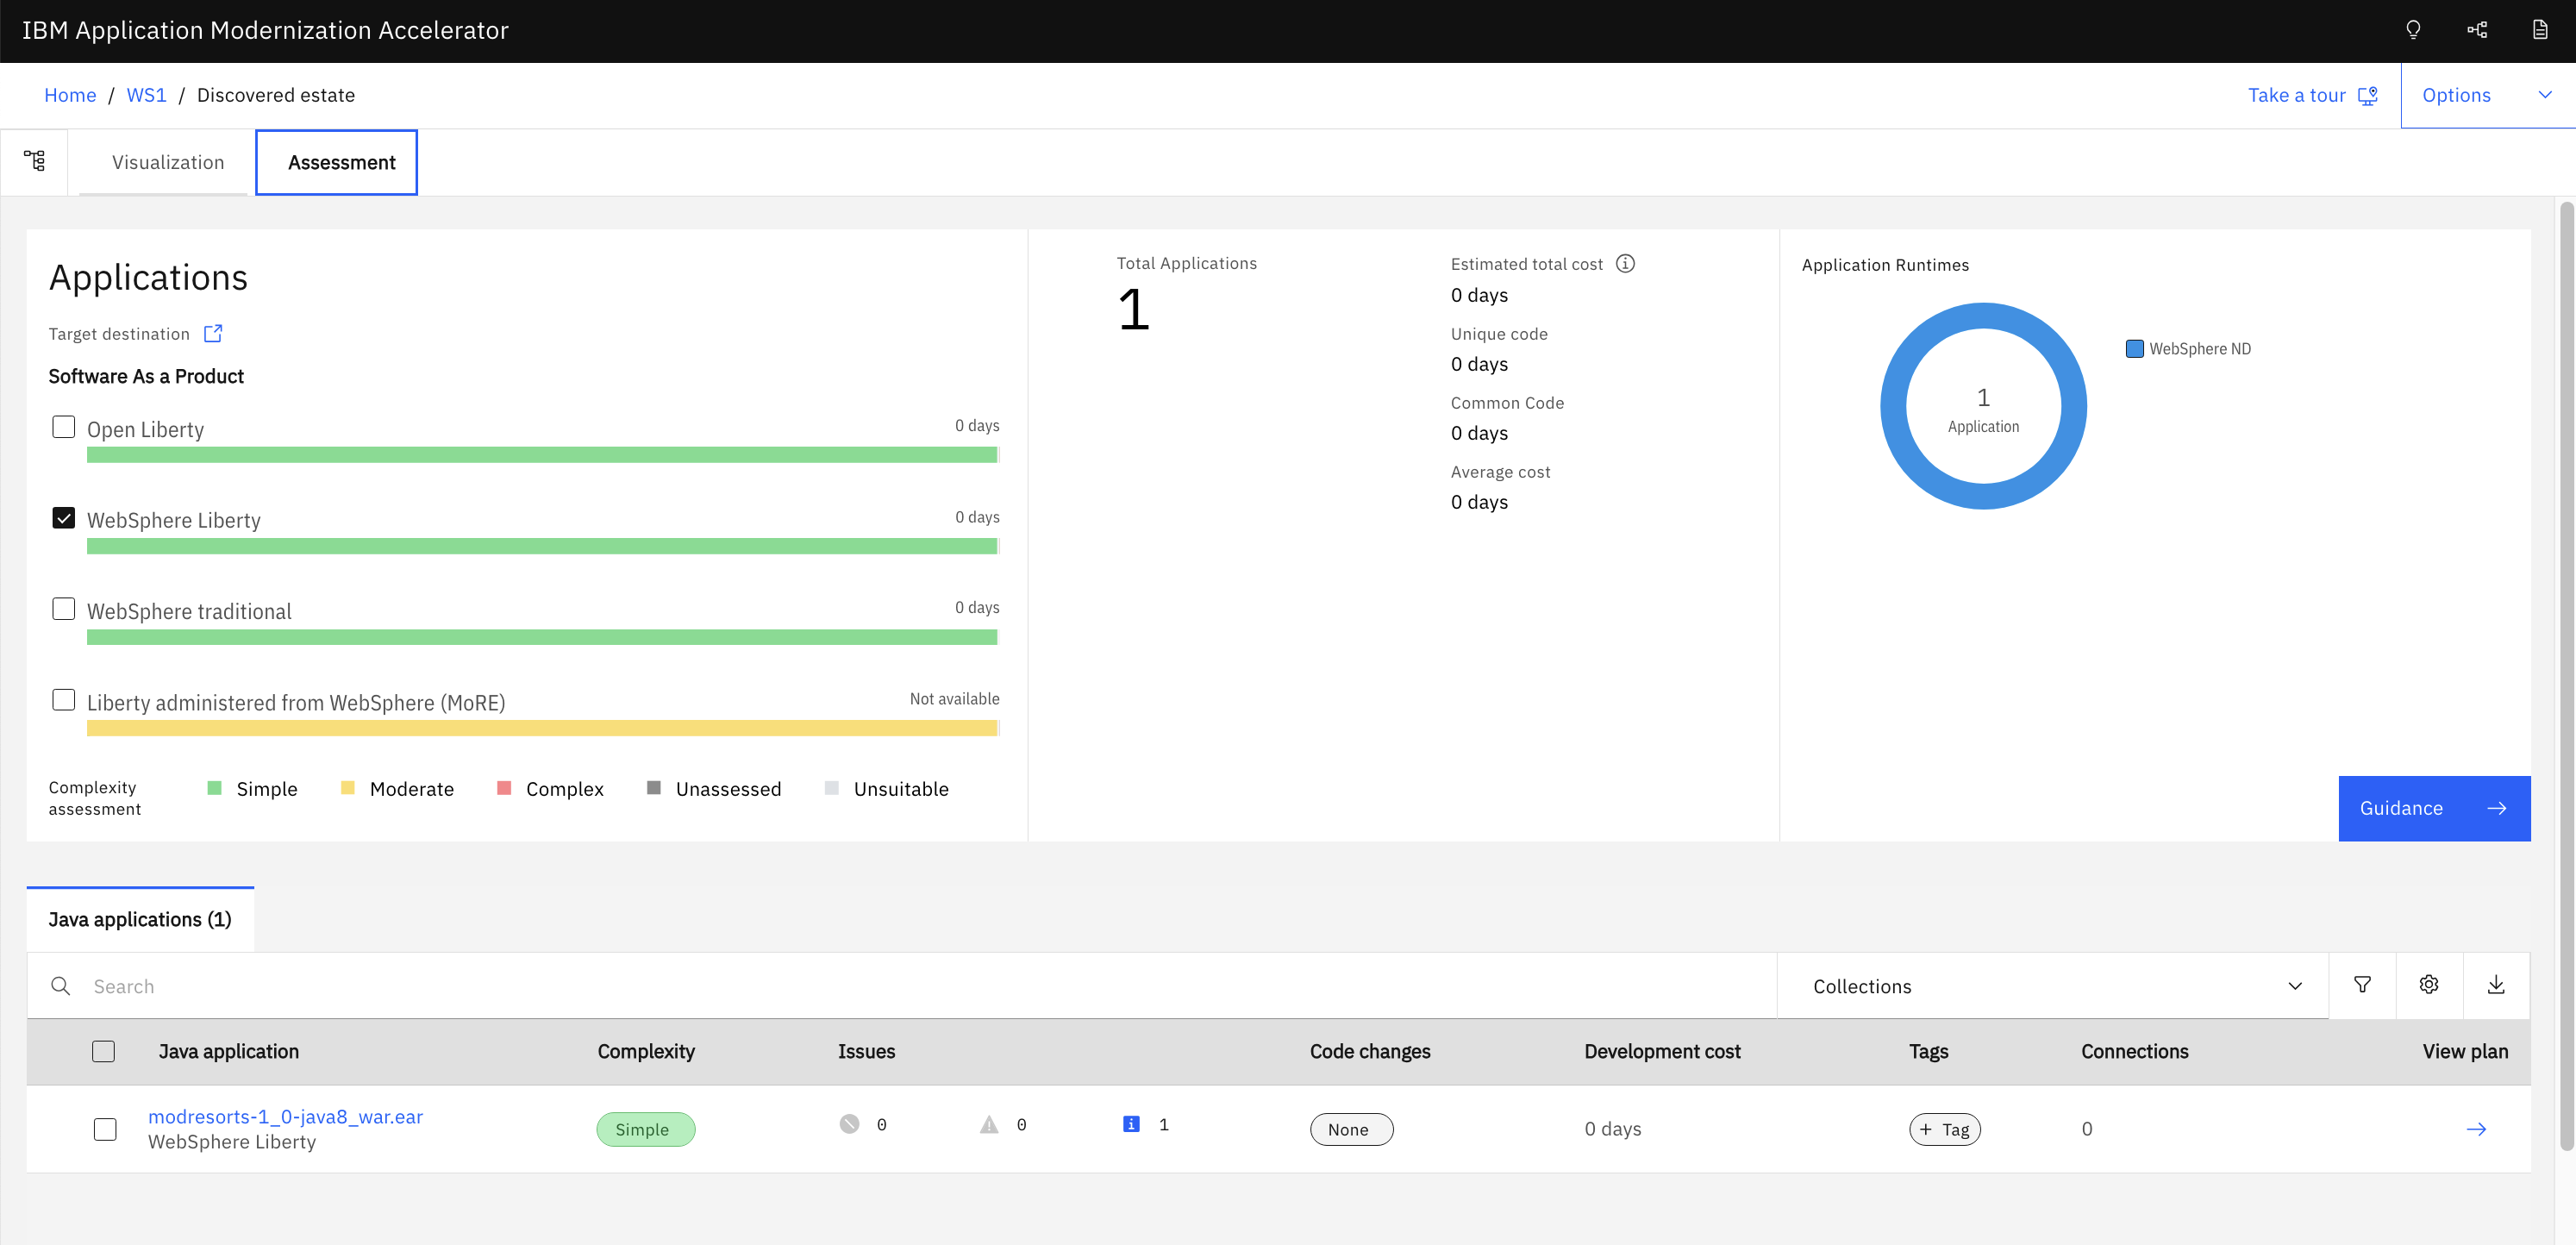 IBM Application Modernization Accelerator
Home / WS1 / Discovered estate
Take a tour
Options
Visualization
Assessment
Applications
Target destination
Software As a Product
Open Liberty
0 days
WebSphere Liberty
0 days
WebSphere traditional
0 days
Liberty administered from WebSphere (MoRE)
Not available
Complexity
assessment
Simple
Moderate
Complex
Unassessed
Unsuitable
Total Applications
1
Estimated total cost
0 days
Unique code
0 days
Common Code
0 days
Average cost
0 days
Application Runtimes
1
Application
WebSphere ND
Guidance
Java applications (1)
Search
Collections
Java application Complexity Issues Code changes Development cost Tags Connections View plan
modresorts-1_0-java8_war.ear
WebSphere Liberty
Simple
0 0 1
None
0 days
+ Tag
0